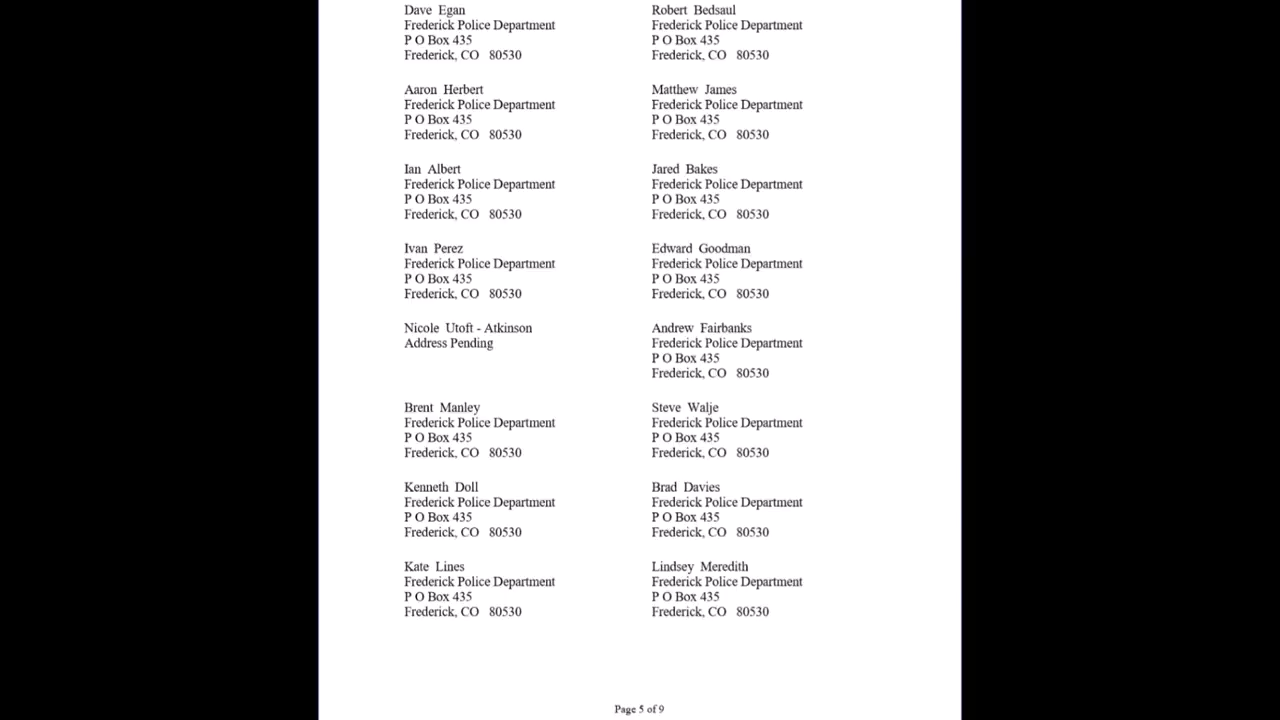 Dave Egan
Frederick Police Department
P O Box 435
Frederick, CO 80530
Robert Bedsaul
Frederick Police Department
P O Box 435
Frederick, CO 80530
Aaron Herbert
Frederick Police Department
P O Box 435
Frederick, CO 80530
Matthew James
Frederick Police Department
P O Box 435
Frederick, CO 80530
Ian Albert
Frederick Police Department
P O Box 435
Frederick, CO 80530
Jared Bakes
Frederick Police Department
P O Box 435
Frederick, CO 80530
Ivan Perez
Frederick Police Department
P O Box 435
Frederick, CO 80530
Edward Goodman
Frederick Police Department
P O Box 435
Frederick, CO 80530
Nicole Utoft - Atkinson
Address Pending
Andrew Fairbanks
Frederick Police Department
P O Box 435
Frederick, CO 80530
Brent Manley
Frederick Police Department
P O Box 435
Frederick, CO 80530
Steve Walje
Frederick Police Department
P O Box 435
Frederick, CO 80530
Kenneth Doll
Frederick Police Department
P O Box 435
Frederick, CO 80530
Brad Davies
Frederick Police Department
P O Box 435
Frederick, CO 80530
Kate Lines
Frederick Police Department
P O Box 435
Frederick, CO 80530
Lindsey Meredith
Frederick Police Department
P O Box 435
Frederick, CO 80530
Page 5 of 9